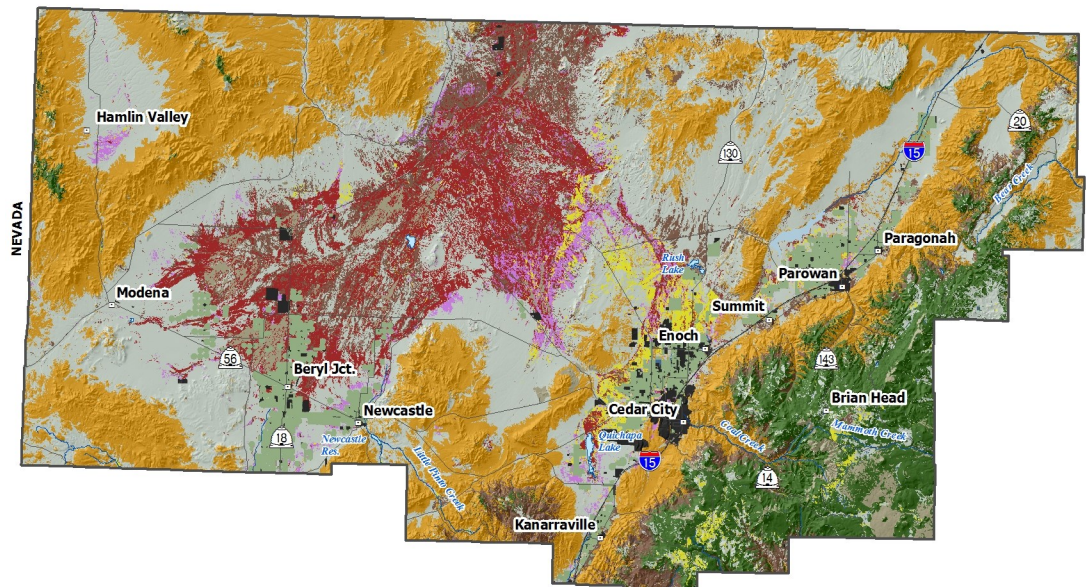 20
Hamlin Valley
130
15
Bear Creek
NEVADA
Paragonah
Rush
Lake
Parowan
Modena
Summit
Enoch
56
143
Beryl Jct.
Brian Head
Newcastle
Cedar City
Mammoth Creek
Coal Creek
18
Newcastle
Res.
Quichapa
Lake
15
14
Little Pinto Creek
Kanarraville